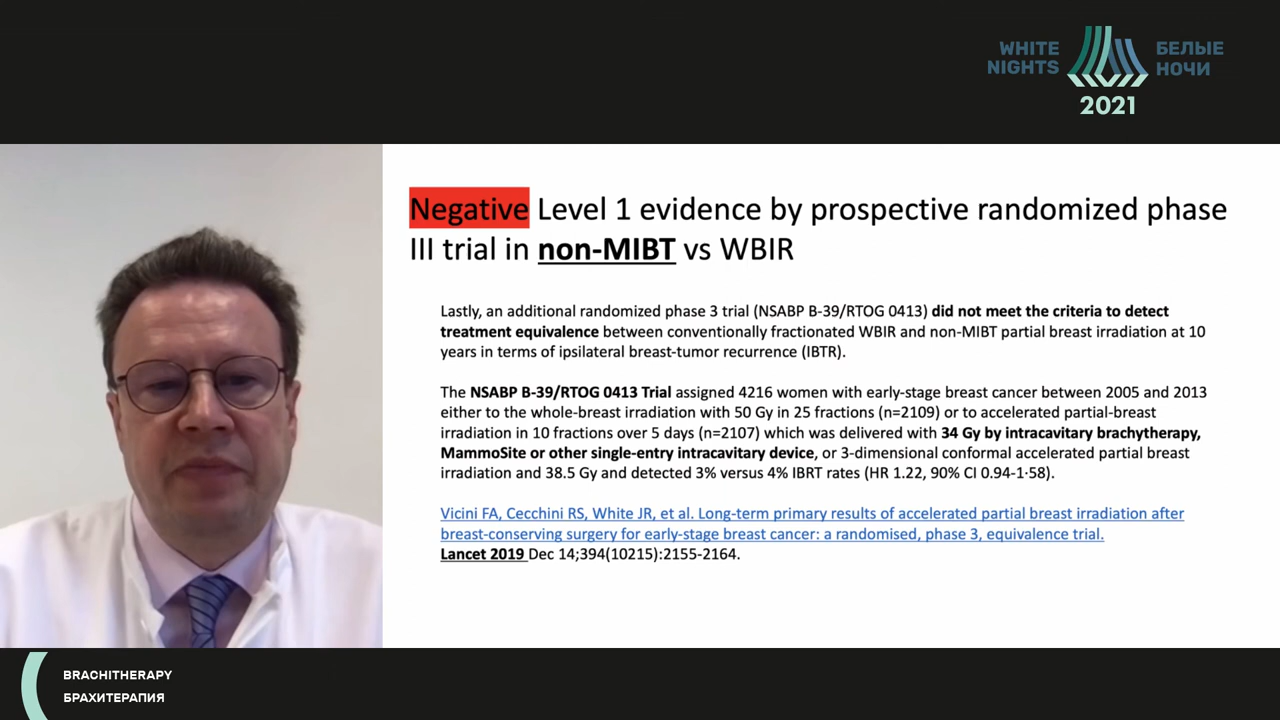 WHITE
NIGHTS
БЕЛЫЕ
НОЧИ
2021
Negative Level 1 evidence by prospective randomized phase
III trial in non-MIBT vs WBIR
Lastly, an additional randomized phase 3 trial (NSABP B-39/RTOG 0413) did not meet the criteria to detect
treatment equivalence between conventionally fractionated WBIR and non-MIBT partial breast irradiation at 10
years in terms of ipsilateral breast-tumor recurrence (IBTR).
The NSABP B-39/RTOG 0413 Trial assigned 4216 women with early-stage breast cancer between 2005 and 2013
either to the whole-breast irradiation with 50 Gy in 25 fractions (n=2109) or to accelerated partial-breast
irradiation in 10 fractions over 5 days (n=2107) which was delivered with 34 Gy by intracavitary brachytherapy,
MammoSite or other single-entry intracavitary device, or 3-dimensional conformal accelerated partial breast
irradiation and 38.5 Gy and detected 3% versus 4% IBRT rates (HR 1.22, 90% CI 0.94-1·58).
Vicini FA, Cecchini RS, White JR, et al. Long-term primary results of accelerated partial breast irradiation after
breast-conserving surgery for early-stage breast cancer: a randomised, phase 3, equivalence trial.
Lancet 2019 Dec 14;394(10215):2155-2164.
BRACHITHERAPY
БРАХИТЕРАПИЯ